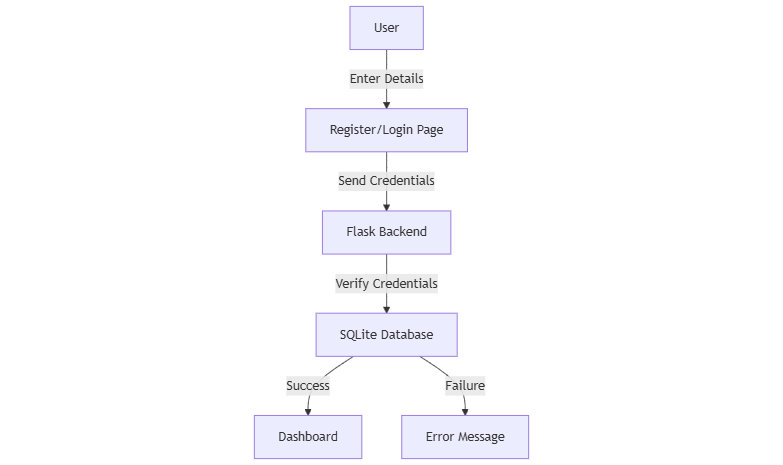 User
Enter Details
Register/Login Page
Send Credentials
Flask Backend
Verify Credentials
SQLite Database
Success
Failure
Dashboard
Error Message